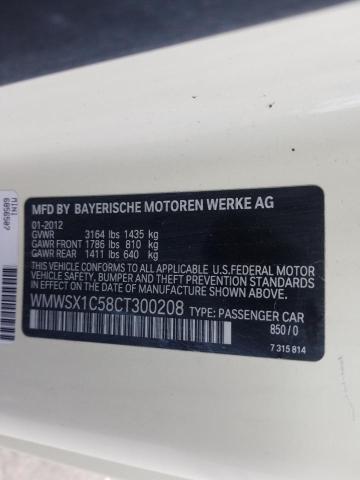 MFD BY BAYERISCHE MOTOREN WERKE AG
01-2012
GVWR 3164 lbs 1435 kg
GAWR FRONT 1786 lbs 810 kg
GAWR REAR 1411 lbs 640 kg
THIS VEHICLE CONFORMS TO ALL APPLICABLE U.S.FEDERAL MOTOR
VEHICLE SAFETY, BUMPER AND THEFT PREVENTION STANDARDS
IN EFFECT ON THE DATE OF MANUFACTURE SHOWN ABOVE.
WMWSX1C58CT300208 TYPE: PASSENGER CAR
850 / 0
7 315 814
MINI
6050507